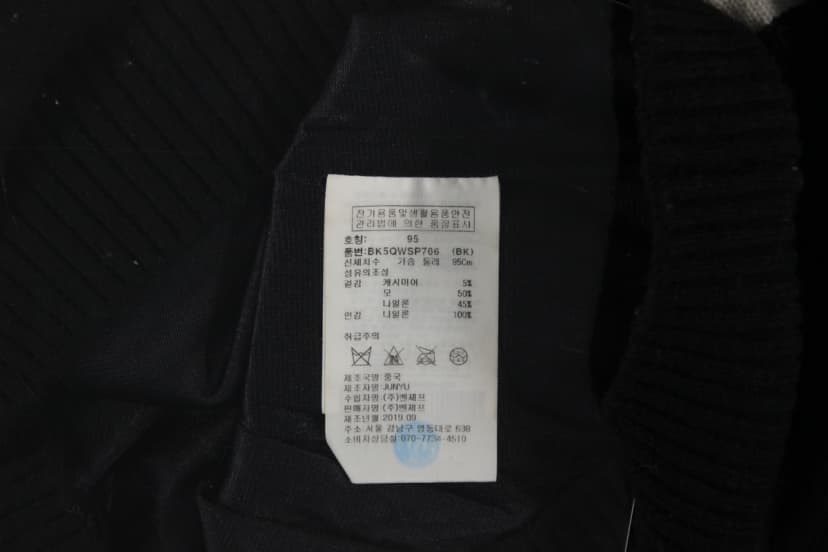 전기용품및생활용품안전
관리법에 의한 품질표시
호칭: 95
품번:BK5QWSP706 (BK)
신체치수 가슴 둘레 95Cm
섬유의조성
겉감 캐시미어 5%
모 50%
나일론 45%
안감 나일론 100%
취급주의
제조국명:중국
제조자명:JUNYU
수입자명:(주)벤셰프
판매자명:(주)벤셰프
제조년월:2019.09
주소:서울 강남구 영동대로 638
소비자상담실:070-7734-4510